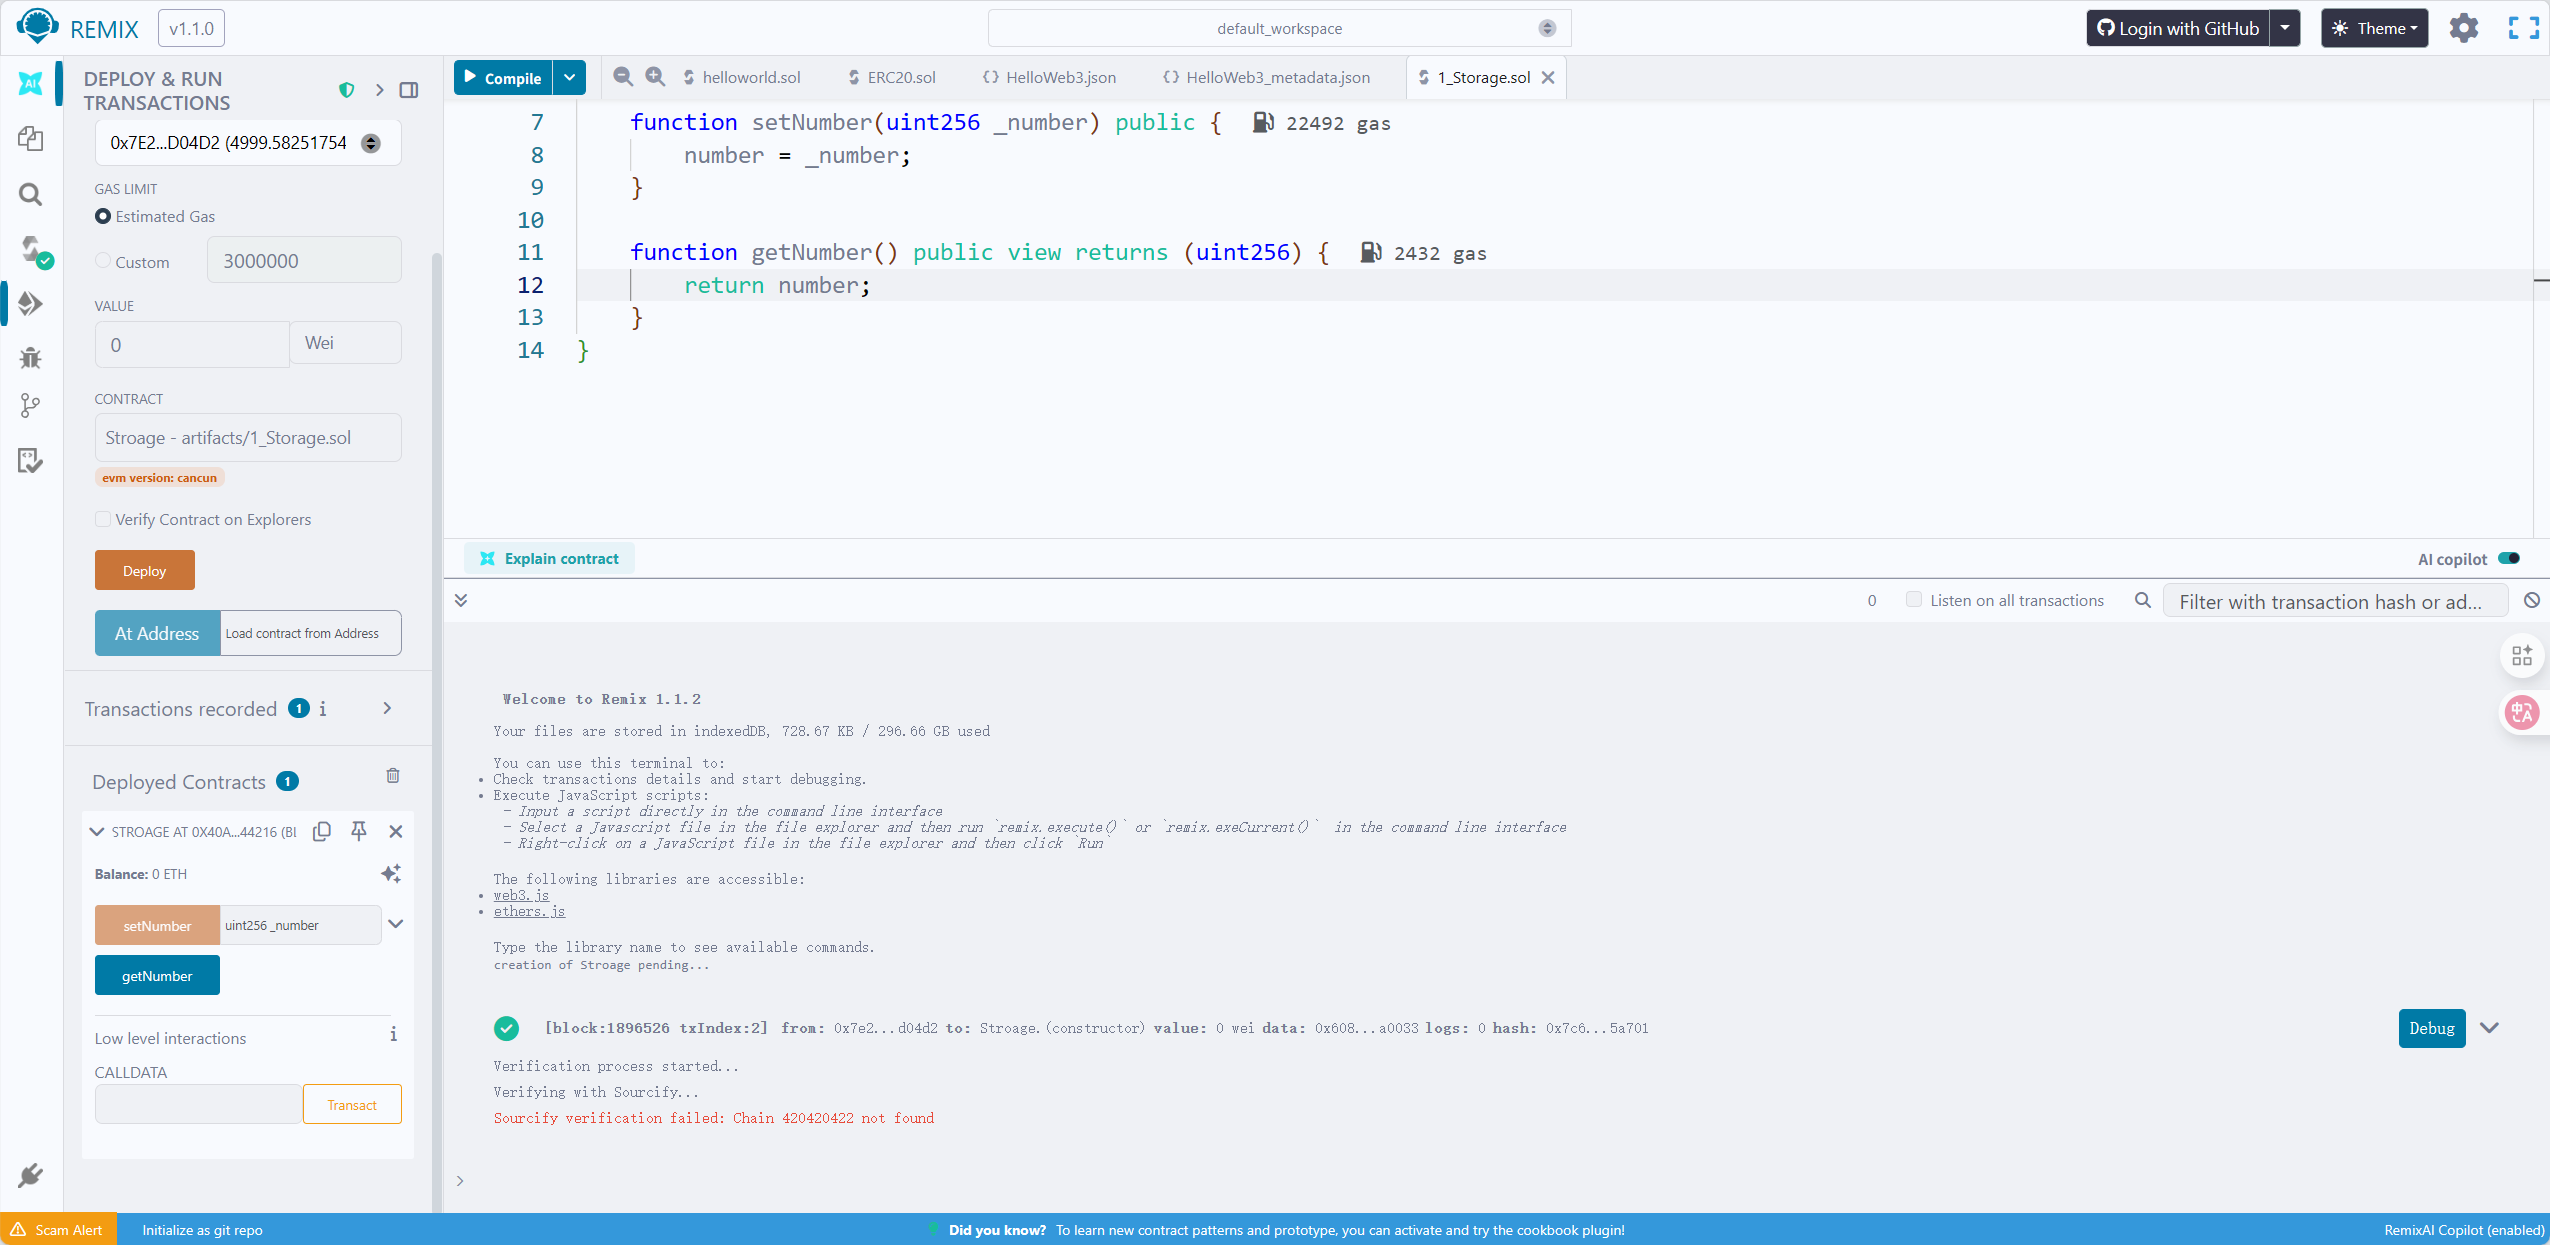 REMIX v1.1.0
default_workspace
Login with GitHub
Theme
AI
DEPLOY & RUN
TRANSACTIONS
0x7E2...D04D2 (4999.58251754
GAS LIMIT
Estimated Gas
Custom 3000000
VALUE
0 Wei
CONTRACT
Stroage - artifacts/1_Storage.sol
evm version: cancun
Verify Contract on Explorers
Deploy
At Address Load contract from Address
Transactions recorded 1 i
Deployed Contracts 1
STROAGE AT 0X40A...44216 (BL
Balance: 0 ETH
setNumber uint256 _number
getNumber
Low level interactions i
CALLDATA
Transact
Compile
helloworld.sol ERC20.sol {} HelloWeb3.json {} HelloWeb3_metadata.json 1_Storage.sol
7 function setNumber(uint256 _number) public { 22492 gas
8 number = _number;
9 }
10
11 function getNumber() public view returns (uint256) { 2432 gas
12 return number;
13 }
14 }
Explain contract
AI copilot
0 Listen on all transactions Filter with transaction hash or ad...
Welcome to Remix 1.1.2
Your files are stored in indexedDB, 728.67 KB / 296.66 GB used
You can use this terminal to:
• Check transactions details and start debugging.
• Execute JavaScript scripts:
- Input a script directly in the command line interface
- Select a Javascript file in the file explorer and then run `remix.execute()` or `remix.exeCurrent()` in the command line interface
- Right-click on a JavaScript file in the file explorer and then click `Run`
The following libraries are accessible:
• web3.js
• ethers.js
Type the library name to see available commands.
creation of Stroage pending...
[block:1896526 txIndex:2] from: 0x7e2...d04d2 to: Stroage.(constructor) value: 0 wei data: 0x608...a0033 logs: 0 hash: 0x7c6...5a701
Debug
Verification process started...
Verifying with Sourcify...
Sourcify verification failed: Chain 420420422 not found
>
中A
Scam Alert
Initialize as git repo
Did you know? To learn new contract patterns and prototype, you can activate and try the cookbook plugin!
RemixAI Copilot (enabled)